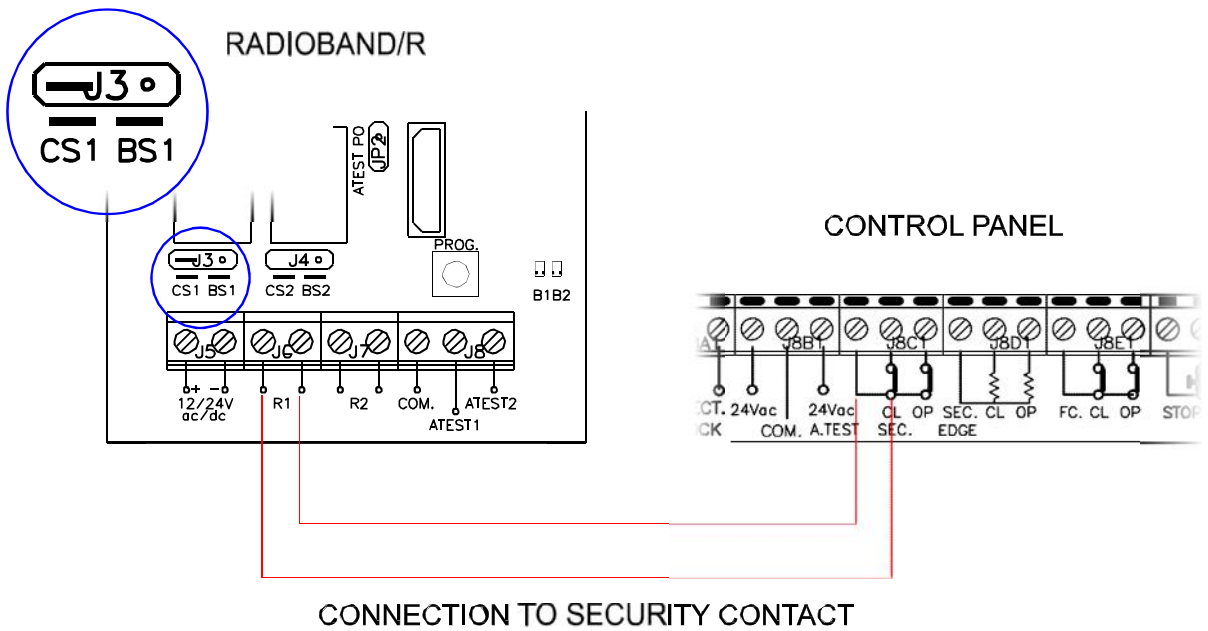 RADIOBAND/R
J3
CS1 BS1
ATEST PO
JP2
PROG.
J3
J4
CS1 BS1
CS2 BS2
B1B2
J5
J6
J7
J8
+ -
12/24V
ac/dc
R1
R2
COM.
ATEST1
ATEST2
CONTROL PANEL
J8B1
J8C1
J8D1
J8E1
24Vac
COM.
24Vac
A.TEST
CL OP
SEC.
SEC. CL OP
EDGE
FC. CL OP
CONNECTION TO SECURITY CONTACT